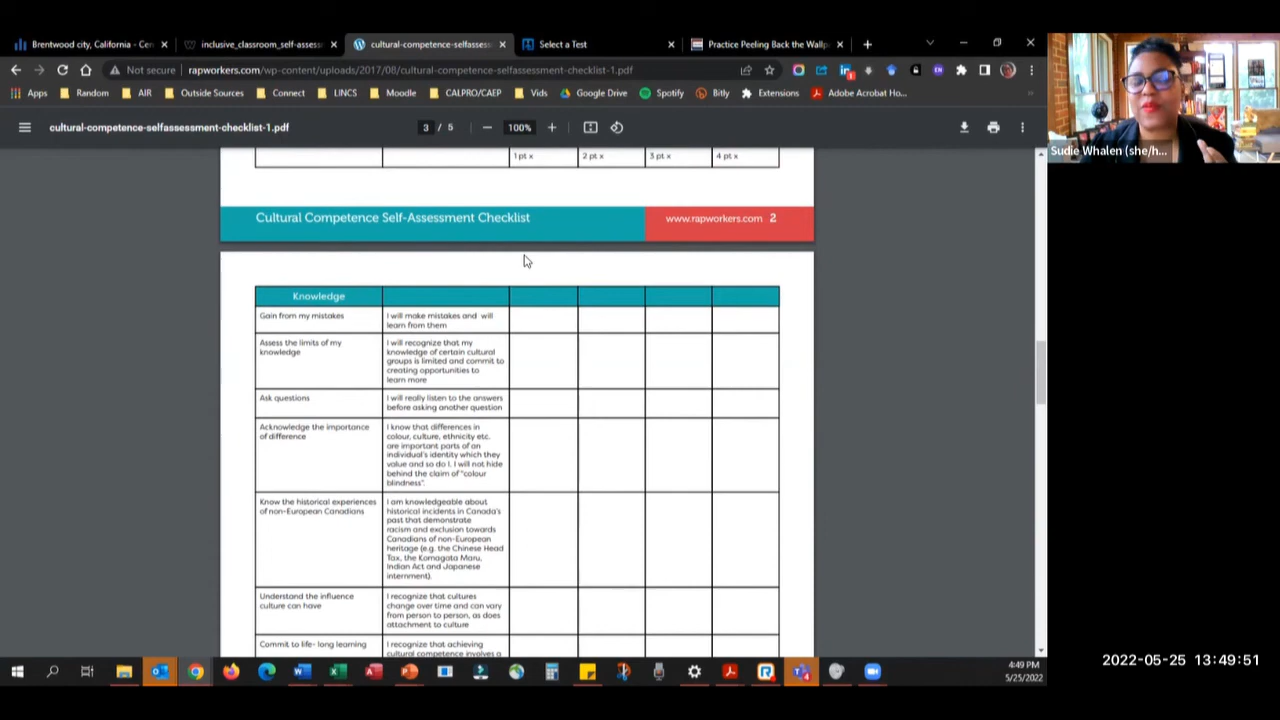 Brentwood city, California - Cen
inclusive_classroom_self-assess
cultural-competence-selfassess
Select a Test
Practice Peeling Back the Wallp
Not secure
rapworkers.com/wp-content/uploads/2017/08/cultural-competence-selfassessment-checklist-1.pdf
Apps
Random
AIR
Outside Sources
Connect
LINCS
Moodle
CALPRO/CAEP
Vids
Google Drive
Spotify
Bitly
Extensions
Adobe Acrobat Ho...
cultural-competence-selfassessment-checklist-1.pdf
3 / 5
100%
Sudie Whalen (she/h...
1 pt x
2 pt x
3 pt x
4 pt x
Cultural Competence Self-Assessment Checklist
www.rapworkers.com 2
Knowledge
Gain from my mistakes
I will make mistakes and will
learn from them
Assess the limits of my
knowledge
I will recognize that my
knowledge of certain cultural
groups is limited and commit to
creating opportunities to
learn more
Ask questions
I will really listen to the answers
before asking another question
Acknowledge the importance
of difference
I know that differences in
colour, culture, ethnicity etc.
are important parts of an
individual's identity which they
value and so do I. I will not hide
behind the claim of "colour
blindness".
Know the historical experiences
of non-European Canadians
I am knowledgeable about
historical incidents in Canada's
past that demonstrate
racism and exclusion towards
Canadians of non-European
heritage (e.g. the Chinese Head
Tax, the Komagata Maru,
Indian Act and Japanese
internment).
Understand the influence
culture can have
I recognize that cultures
change over time and can vary
from person to person, as does
attachment to culture
Commit to life- long learning
I recognize that achieving
cultural competence involves a
4:49 PM
5/25/2022
2022-05-25 13:49:51